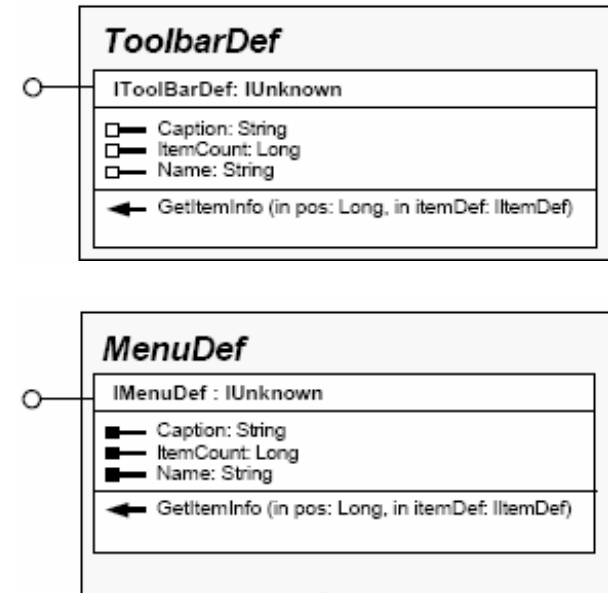 ToolbarDef
IToolBarDef: IUnknown
Caption: String
ItemCount: Long
Name: String
GetItemInfo (in pos: Long, in itemDef: IItemDef)
MenuDef
IMenuDef : IUnknown
Caption: String
ItemCount: Long
Name: String
GetItemInfo (in pos: Long, in itemDef: IItemDef)